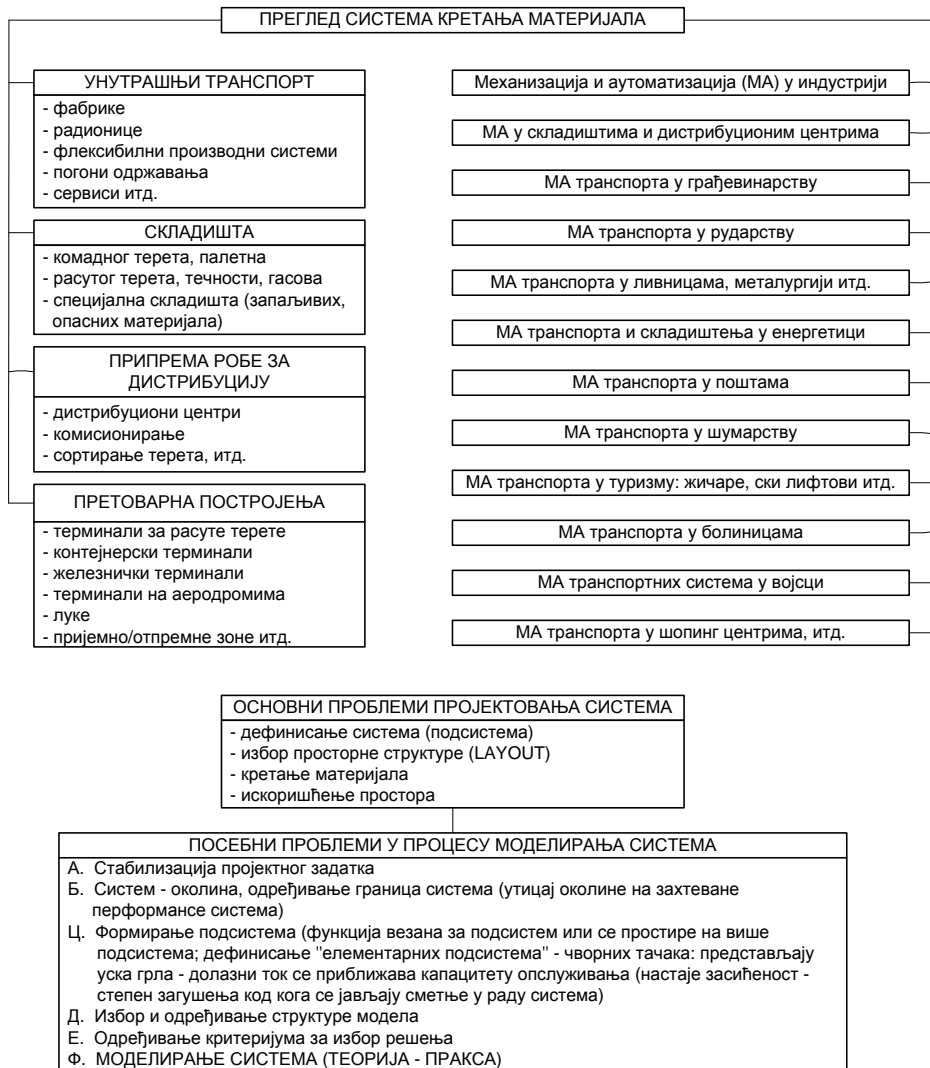 ПРЕГЛЕД СИСТЕМА КРЕТАЊА МАТЕРИЈАЛА
УНУТРАШЊИ ТРАНСПОРТ
- фабрике
- радионице
- флексибилни производни системи
- погони одржавања
- сервиси итд.
СКЛАДИШТА
- комадног терета, палетна
- расутог терета, течности, гасова
- специјална складишта (запаљивих,
опасних материјала)
ПРИПРЕМА РОБЕ ЗА
ДИСТРИБУЦИЈУ
- дистрибуциони центри
- комисионирање
- сортирање терета, итд.
ПРЕТОВАРНА ПОСТРОЈЕЊА
- терминали за расуте терете
- контејнерски терминали
- железнички терминали
- терминали на аеродромима
- луке
- пријемно/отпремне зоне итд.
Механизација и аутоматизација (МА) у индустрији
МА у складиштима и дистрибуционим центрима
МА транспорта у грађевинарству
МА транспорта у рударству
МА транспорта у ливницама, металургији итд.
МА транспорта и складиштења у енергетици
МА транспорта у поштама
МА транспорта у шумарству
МА транспорта у туризму: жичаре, ски лифтови итд.
МА транспорта у болиницама
МА транспортних система у војсци
МА транспорта у шопинг центрима, итд.
ОСНОВНИ ПРОБЛЕМИ ПРОЈЕКТОВАЊА СИСТЕМА
- дефинисање система (подсистема)
- избор просторне структуре (LAYOUT)
- кретање материјала
- искоришћење простора
ПОСЕБНИ ПРОБЛЕМИ У ПРОЦЕСУ МОДЕЛИРАЊА СИСТЕМА
А. Стабилизација пројектног задатка
Б. Систем - околина, одређивање граница система (утицај околине на захтеване
перформансе система)
Ц. Формирање подсистема (функција везана за подсистем или се простире на више
подсистема; дефинисање "елементарних подсистема" - чворних тачака: представљају
уска грла - долазни ток се приближава капацитету опслуживања (настаје засићеност -
степен загушења код кога се јављају сметње у раду система)
Д. Избор и одређивање структуре модела
Е. Одређивање критеријума за избор решења
Ф. МОДЕЛИРАЊЕ СИСТЕМА (ТЕОРИЈА - ПРАКСА)